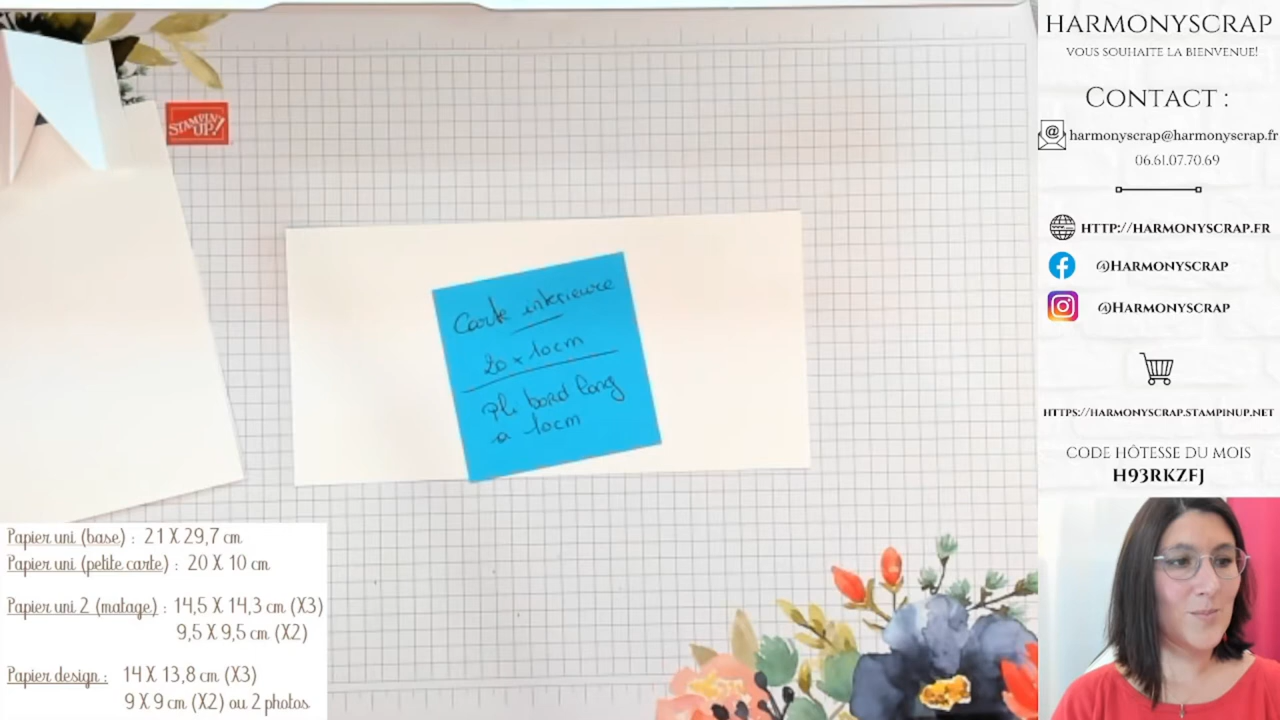 STAMPIN' UP!
Carte intérieure
20 x 10cm
Pli bord long
a 10cm
Papier uni (base) : 21 X 29,7 cm
Papier uni (petite carte) : 20 X 10 cm
Papier uni 2 (matage) : 14,5 X 14,3 cm (X3)
9,5 X 9,5 cm (X2)
Papier design : 14 X 13,8 cm (X3)
9 X 9 cm (X2) ou 2 photos
HARMONYSCRAP
VOUS SOUHAITE LA BIENVENUE!
CONTACT :
harmonyscrap@harmonyscrap.fr
06.61.07.70.69
HTTP://HARMONYSCRAP.FR
@HARMONYSCRAP
@HARMONYSCRAP
HTTPS://HARMONYSCRAP.STAMPINUP.NET
CODE HÔTESSE DU MOIS
H93RKZFJ